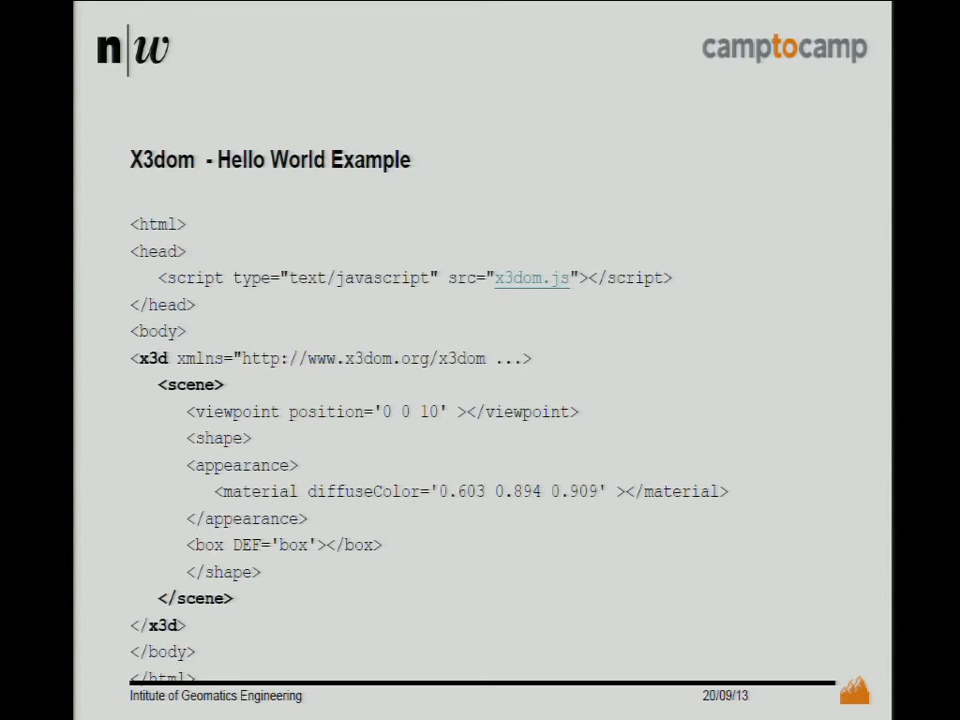 n|w
camptocamp
X3dom - Hello World Example
<html>
<head>
<script type="text/javascript" src="x3dom.js"></script>
</head>
<body>
<x3d xmlns="http://www.x3dom.org/x3dom ...>
<scene>
<viewpoint position='0 0 10' ></viewpoint>
<shape>
<appearance>
<material diffuseColor='0.603 0.894 0.909' ></material>
</appearance>
<box DEF='box'></box>
</shape>
</scene>
</x3d>
</body>
</html>
Intitute of Geomatics Engineering
20/09/13